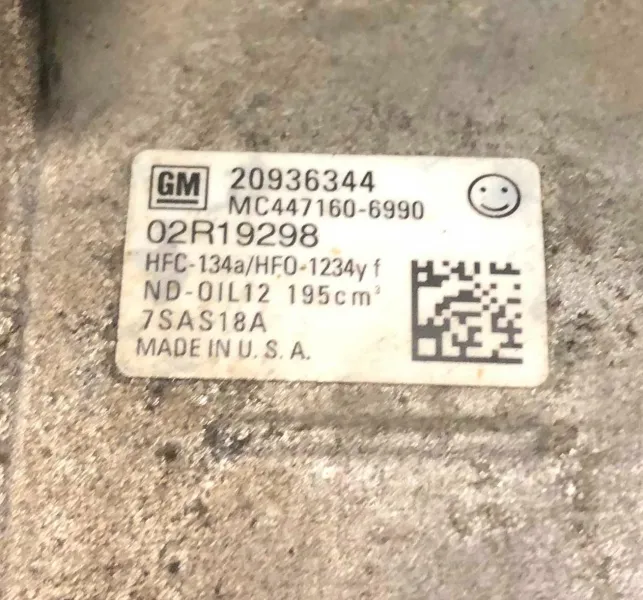 GM 20936344
MC447160-6990
02R19298
HFC-134a/HFO-1234yf
ND-OIL12 195cm³
7SAS18A
MADE IN U.S.A.